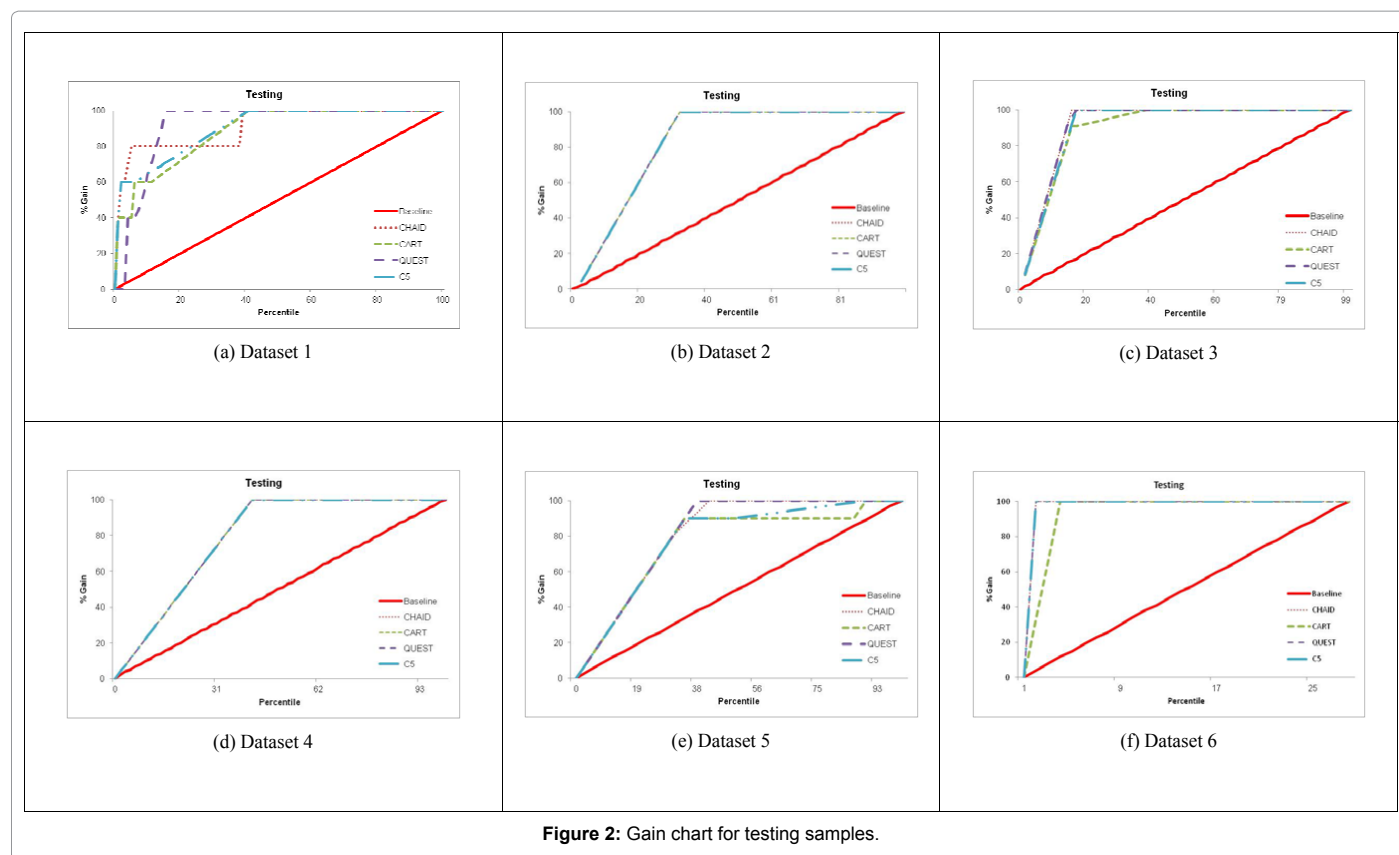 Testing
100
80
60
40
20
0
% Gain
Baseline
CHAID
CART
QUEST
C5
0 20 40 60 80 100
Percentile
(a) Dataset 1
Testing
100
80
60
40
20
0
% Gain
Baseline
CHAID
CART
QUEST
C5
0 20 40 61 81
Percentile
(b) Dataset 2
Testing
100
80
60
40
20
0
% Gain
Baseline
CHAID
CART
QUEST
C5
0 20 40 60 79 99
Percentile
(c) Dataset 3
Testing
100
80
60
40
20
0
% Gain
Baseline
CHAID
CART
QUEST
C5
0 31 62 93
Percentile
(d) Dataset 4
Testing
100
80
60
40
20
0
% Gain
Baseline
CHAID
CART
QUEST
C5
0 19 38 56 75 93
Percentile
(e) Dataset 5
Testing
100
80
60
40
20
0
% Gain
Baseline
CHAID
CART
QUEST
C5
1 9 17 25
Percentile
(f) Dataset 6
Figure 2: Gain chart for testing samples.